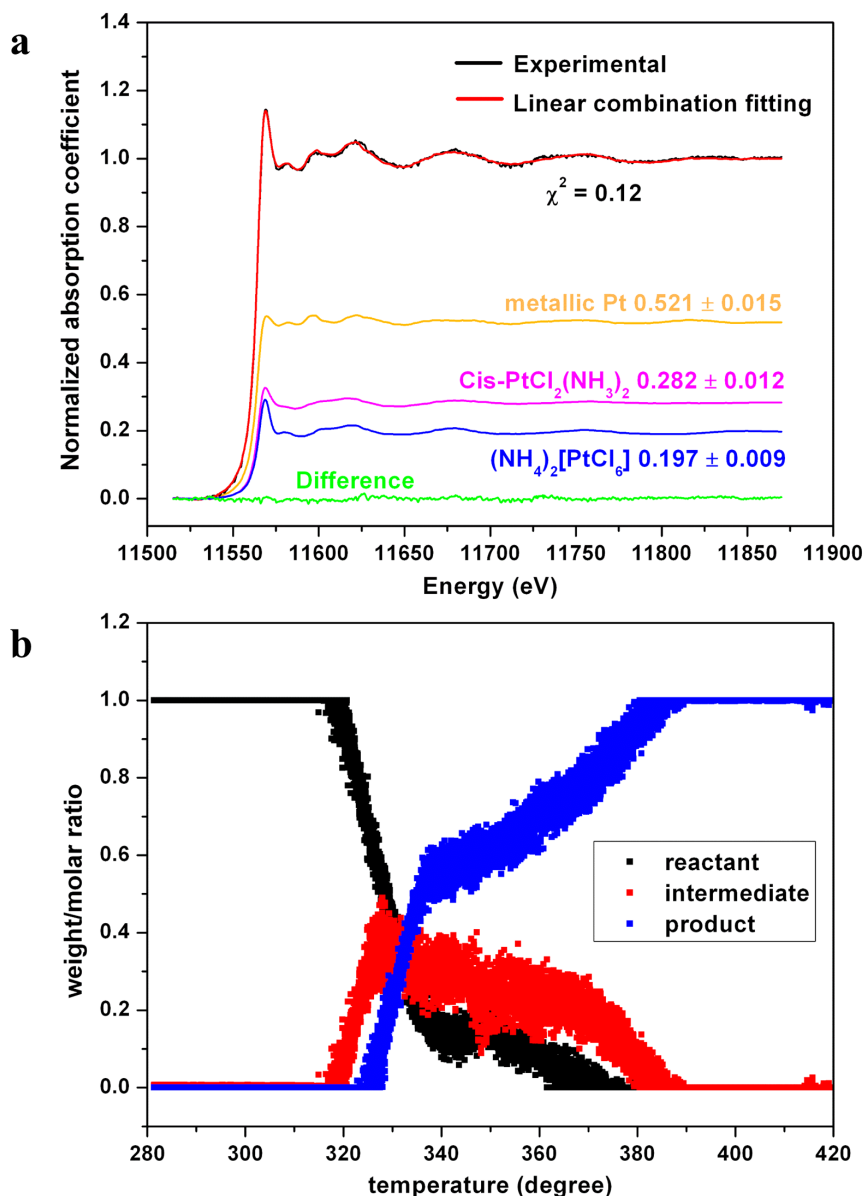 a
1.4
1.2
1.0
0.8
0.6
0.4
0.2
0.0
Normalized absorption coefficient
Experimental
Linear combination fitting
χ² = 0.12
metallic Pt 0.521 ± 0.015
Cis-PtCl₂(NH₃)₂ 0.282 ± 0.012
(NH₄)₂[PtCl₆] 0.197 ± 0.009
Difference
11500 11550 11600 11650 11700 11750 11800 11850 11900
Energy (eV)
b
1.2
1.0
0.8
0.6
0.4
0.2
0.0
weight/molar ratio
reactant
intermediate
product
280 300 320 340 360 380 400 420
temperature (degree)